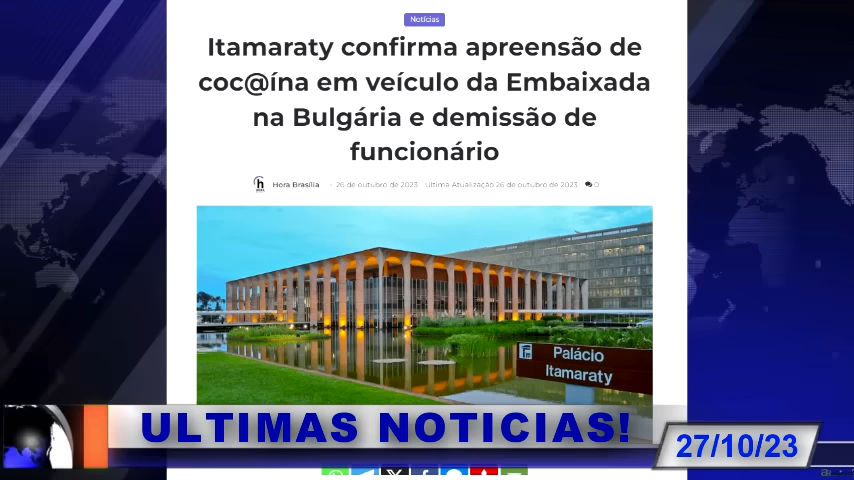 Notícias
Itamaraty confirma apreensão de
coc@ína em veículo da Embaixada
na Bulgária e demissão de
funcionário
Hora Brasília - 26 de outubro de 2023 Última Atualização 26 de outubro de 2023 0
Palácio
Itamaraty
ULTIMAS NOTICIAS!
27/10/23